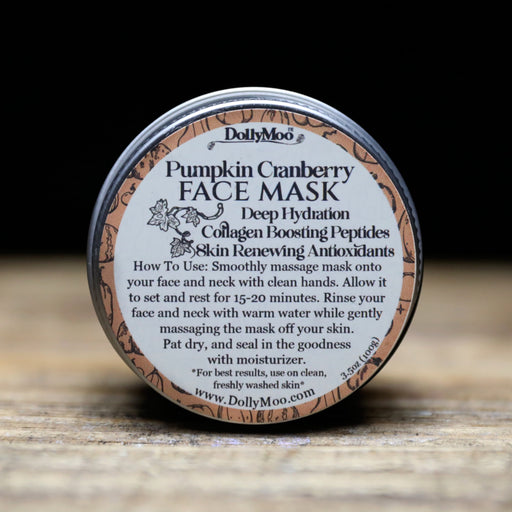 DollyMoo
Pumpkin Cranberry
FACE MASK
Deep Hydration
Collagen Boosting Peptides
Skin Renewing Antioxidants
How To Use: Smoothly massage mask onto
your face and neck with clean hands. Allow it
to set and rest for 15-20 minutes. Rinse your
face and neck with warm water while gently
massaging the mask off your skin.
Pat dry, and seal in the goodness
with moisturizer.
*For best results, use on clean,
freshly washed skin*
www.DollyMoo.com
3.5oz (100g)